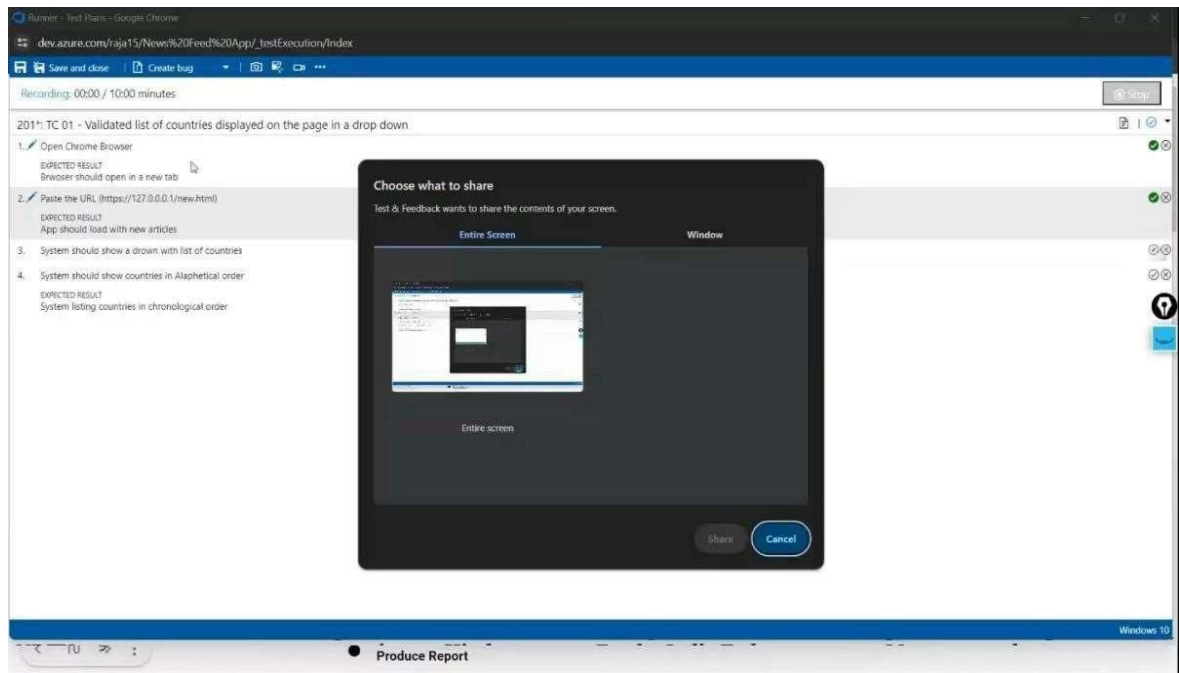 Runner - Test Plans - Google Chrome
dev.azure.com/raja15/News%20Feed%20App/_testExecution/Index
Save and close
Create bug
Recording: 00:00 / 10:00 minutes
Stop
201*: TC 01 - Validated list of countries displayed on the page in a drop down
1. Open Chrome Browser
EXPECTED RESULT
Brwoser should open in a new tab
2. Paste the URL (https://127.0.0.0.1/new.html)
EXPECTED RESULT
App should load with new articles
3. System should show a drown with list of countries
4. System should show countries in Alaphetical order
EXPECTED RESULT
System listing countries in chronological order
Choose what to share
Test & Feedback wants to share the contents of your screen.
Entire Screen
Window
Entire screen
Share
Cancel
Windows 10
Produce Report